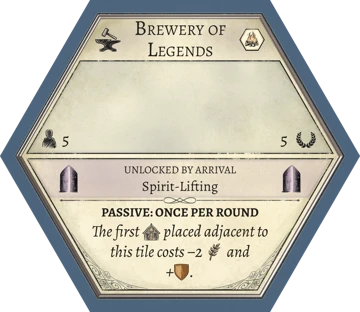 BREWERY OF
LEGENDS
5 5
UNLOCKED BY ARRIVAL
Spirit-Lifting
PASSIVE: ONCE PER ROUND
The first placed adjacent to
this tile costs −2 and
+ .